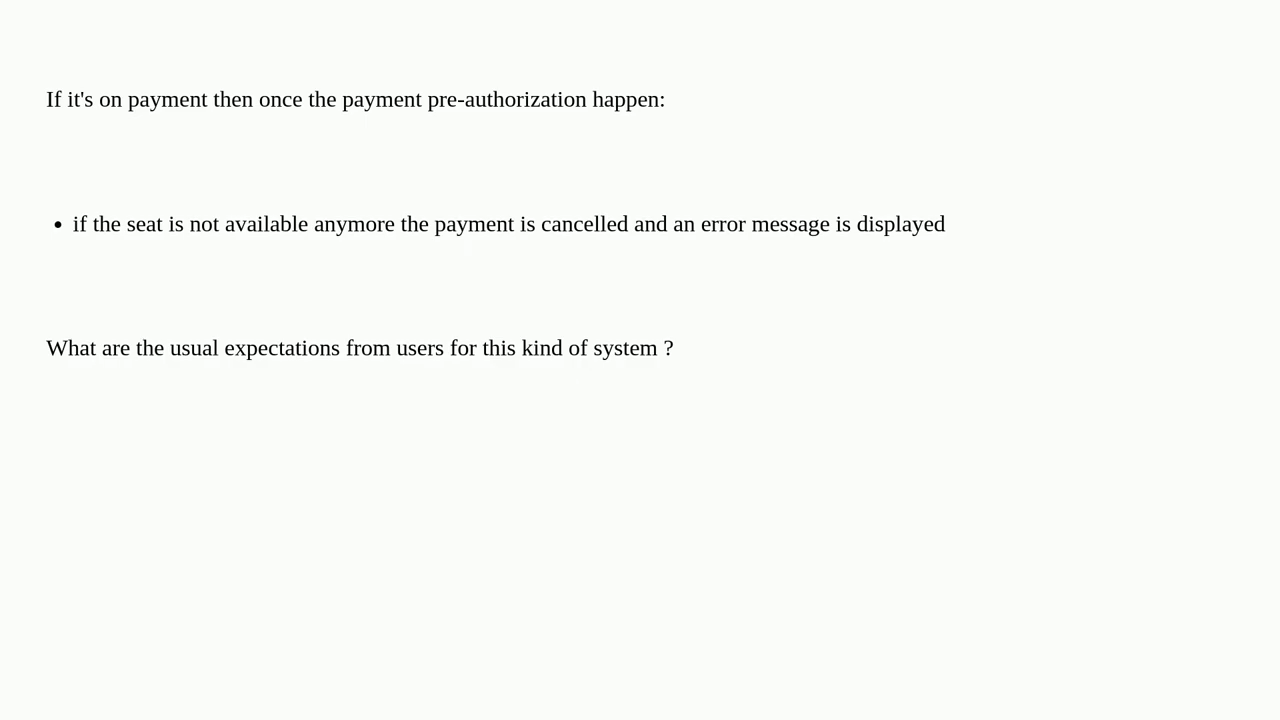 If it's on payment then once the payment pre-authorization happen:
• if the seat is not available anymore the payment is cancelled and an error message is displayed
What are the usual expectations from users for this kind of system ?